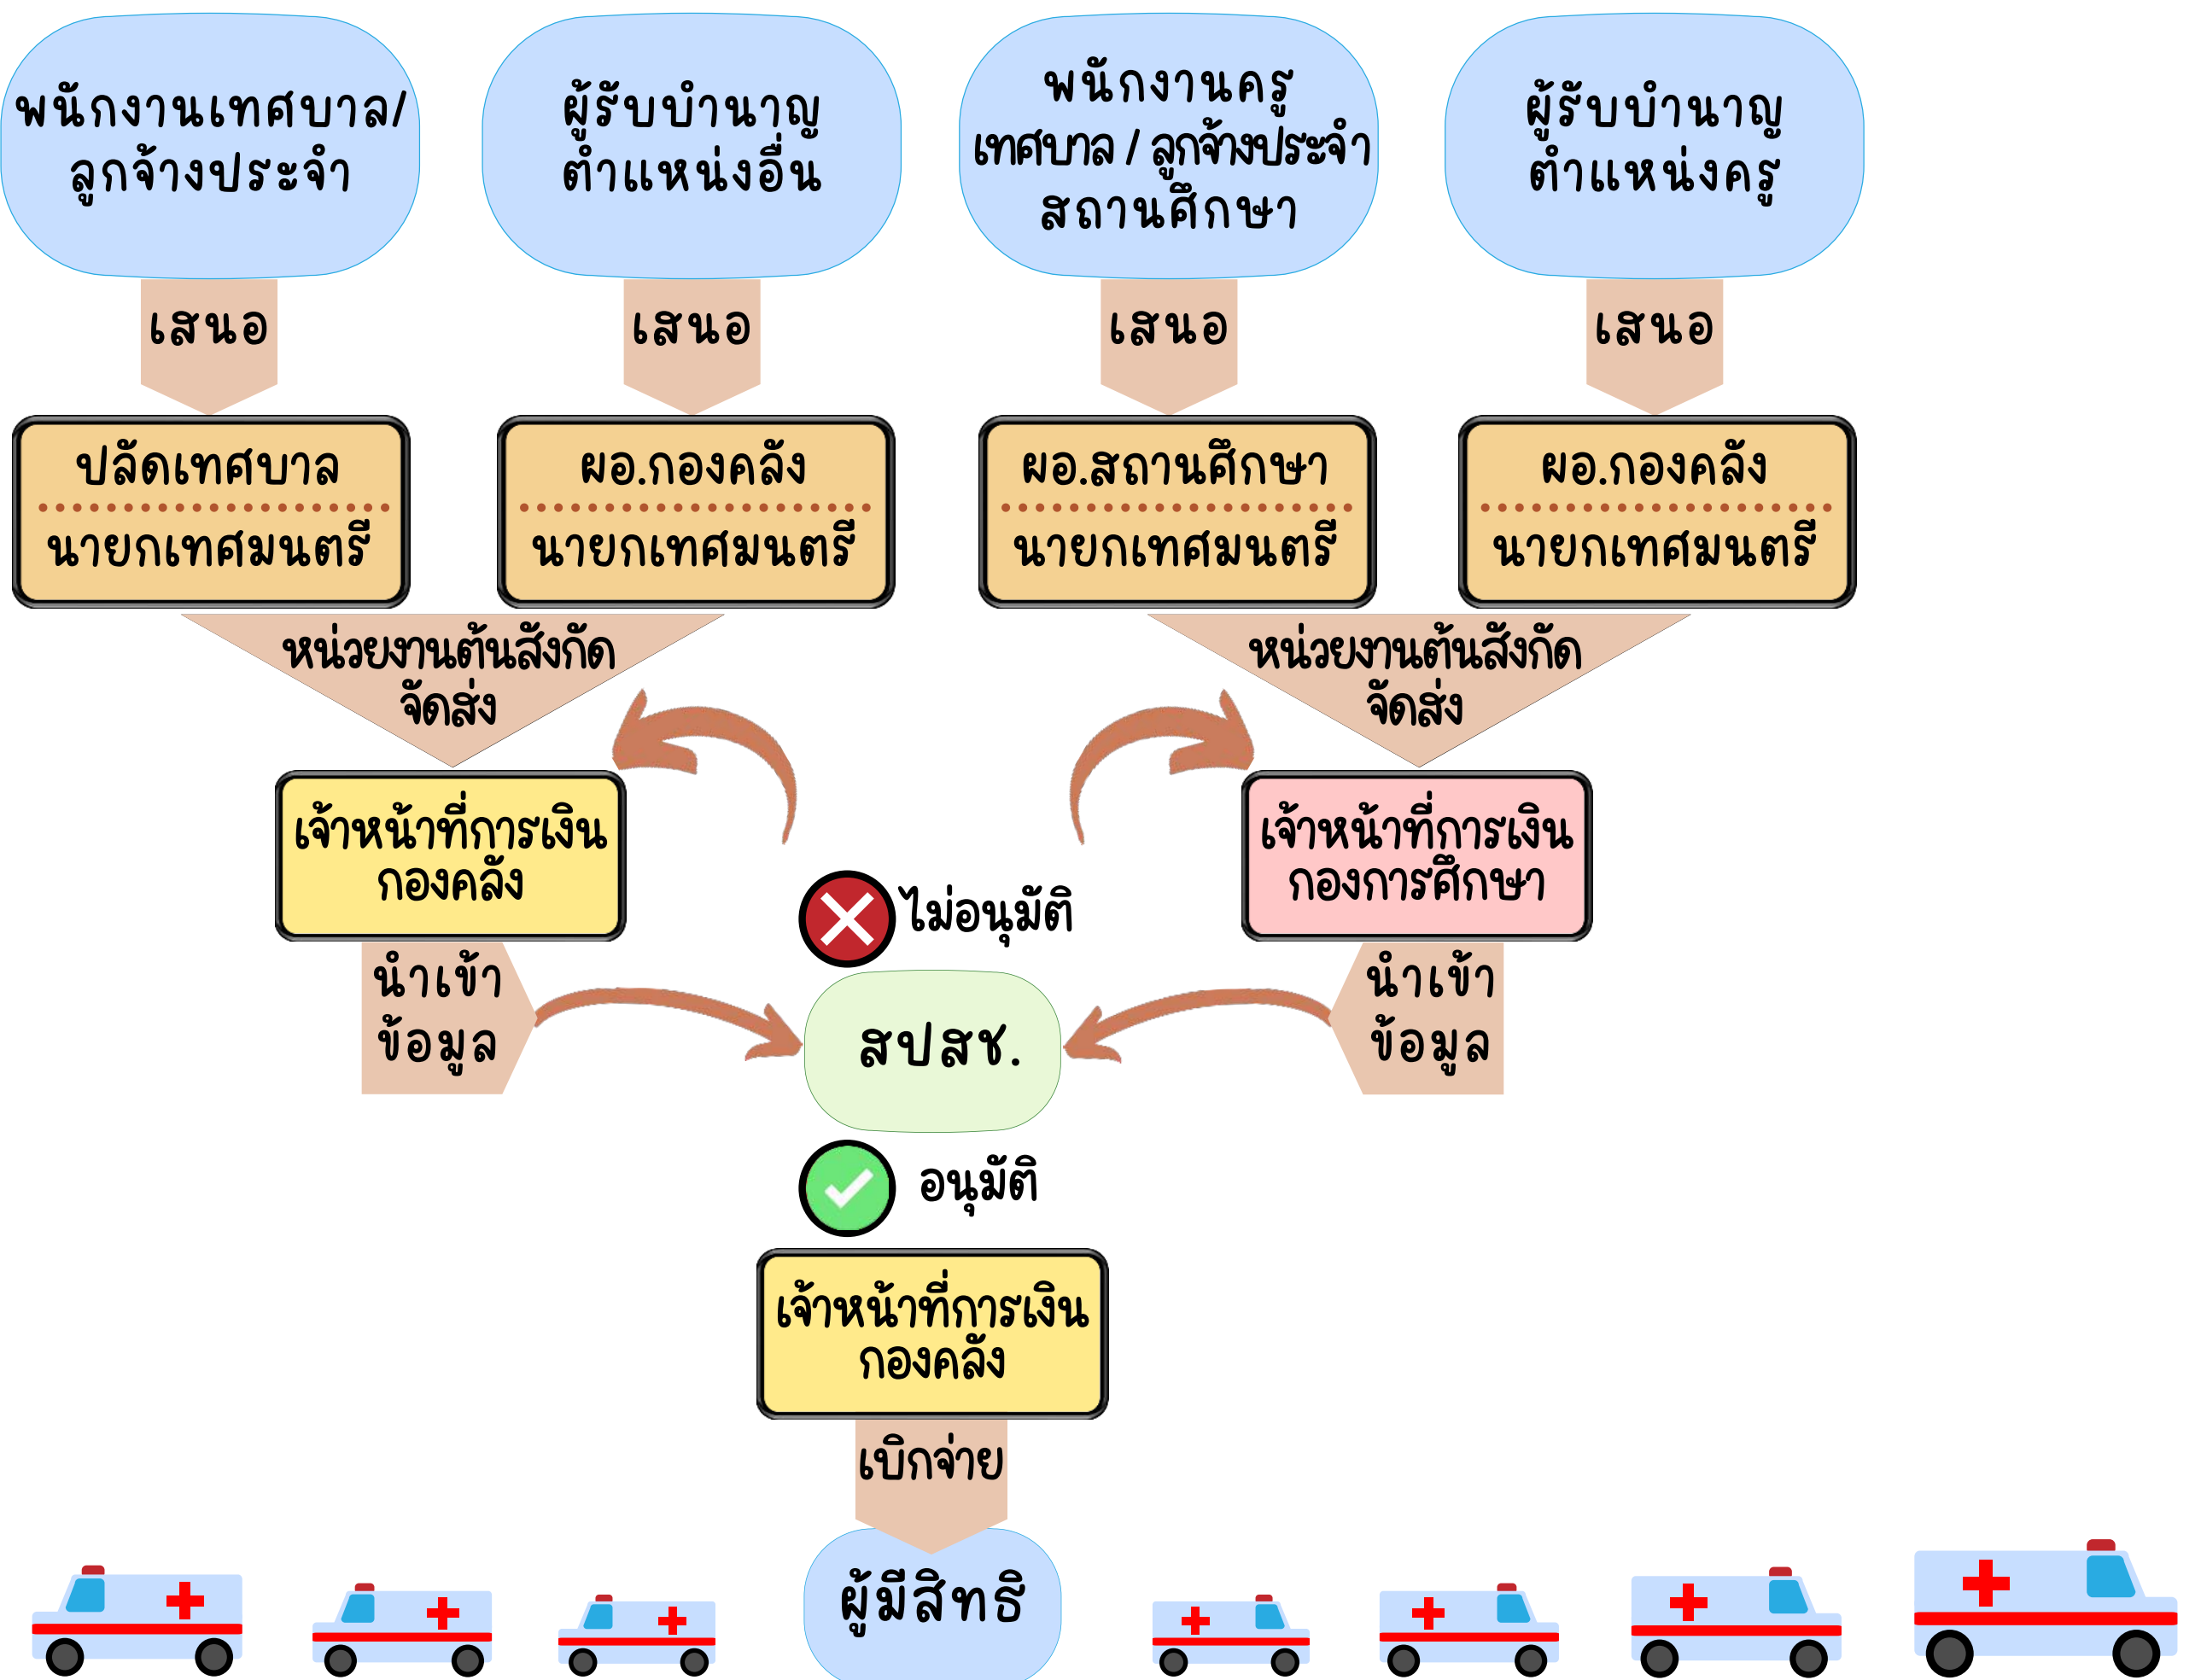 พนักงานเทศบาล/
ลูกจ้างประจำ
ผู้รับบำนาญ
ตำแหน่งอื่น
พนักงานครู
เทศบาล / ลูกจ้างประจำ
สถานศึกษา
ผู้รับบำนาญ
ตำแหน่งครู
เสนอ
เสนอ
เสนอ
เสนอ
ปลัดเทศบาล
นายกเทศมนตรี
ผอ.กองคลัง
นายกเทศมนตรี
ผอ.สถานศึกษา
นายกเทศมนตรี
ผอ.กองคลัง
นายกเทศมนตรี
หน่วยงานต้นสังกัด
จัดส่ง
หน่วยงานต้นสังกัด
จัดส่ง
เจ้าหน้าที่การเงิน
กองคลัง
เจ้าหน้าที่การเงิน
กองการศึกษา
ไม่อนุมัติ
นำเข้า
ข้อมูล
สปสช.
นำเข้า
ข้อมูล
อนุมัติ
เจ้าหน้าที่การเงิน
กองคลัง
เบิกจ่าย
ผู้มีสิทธิ